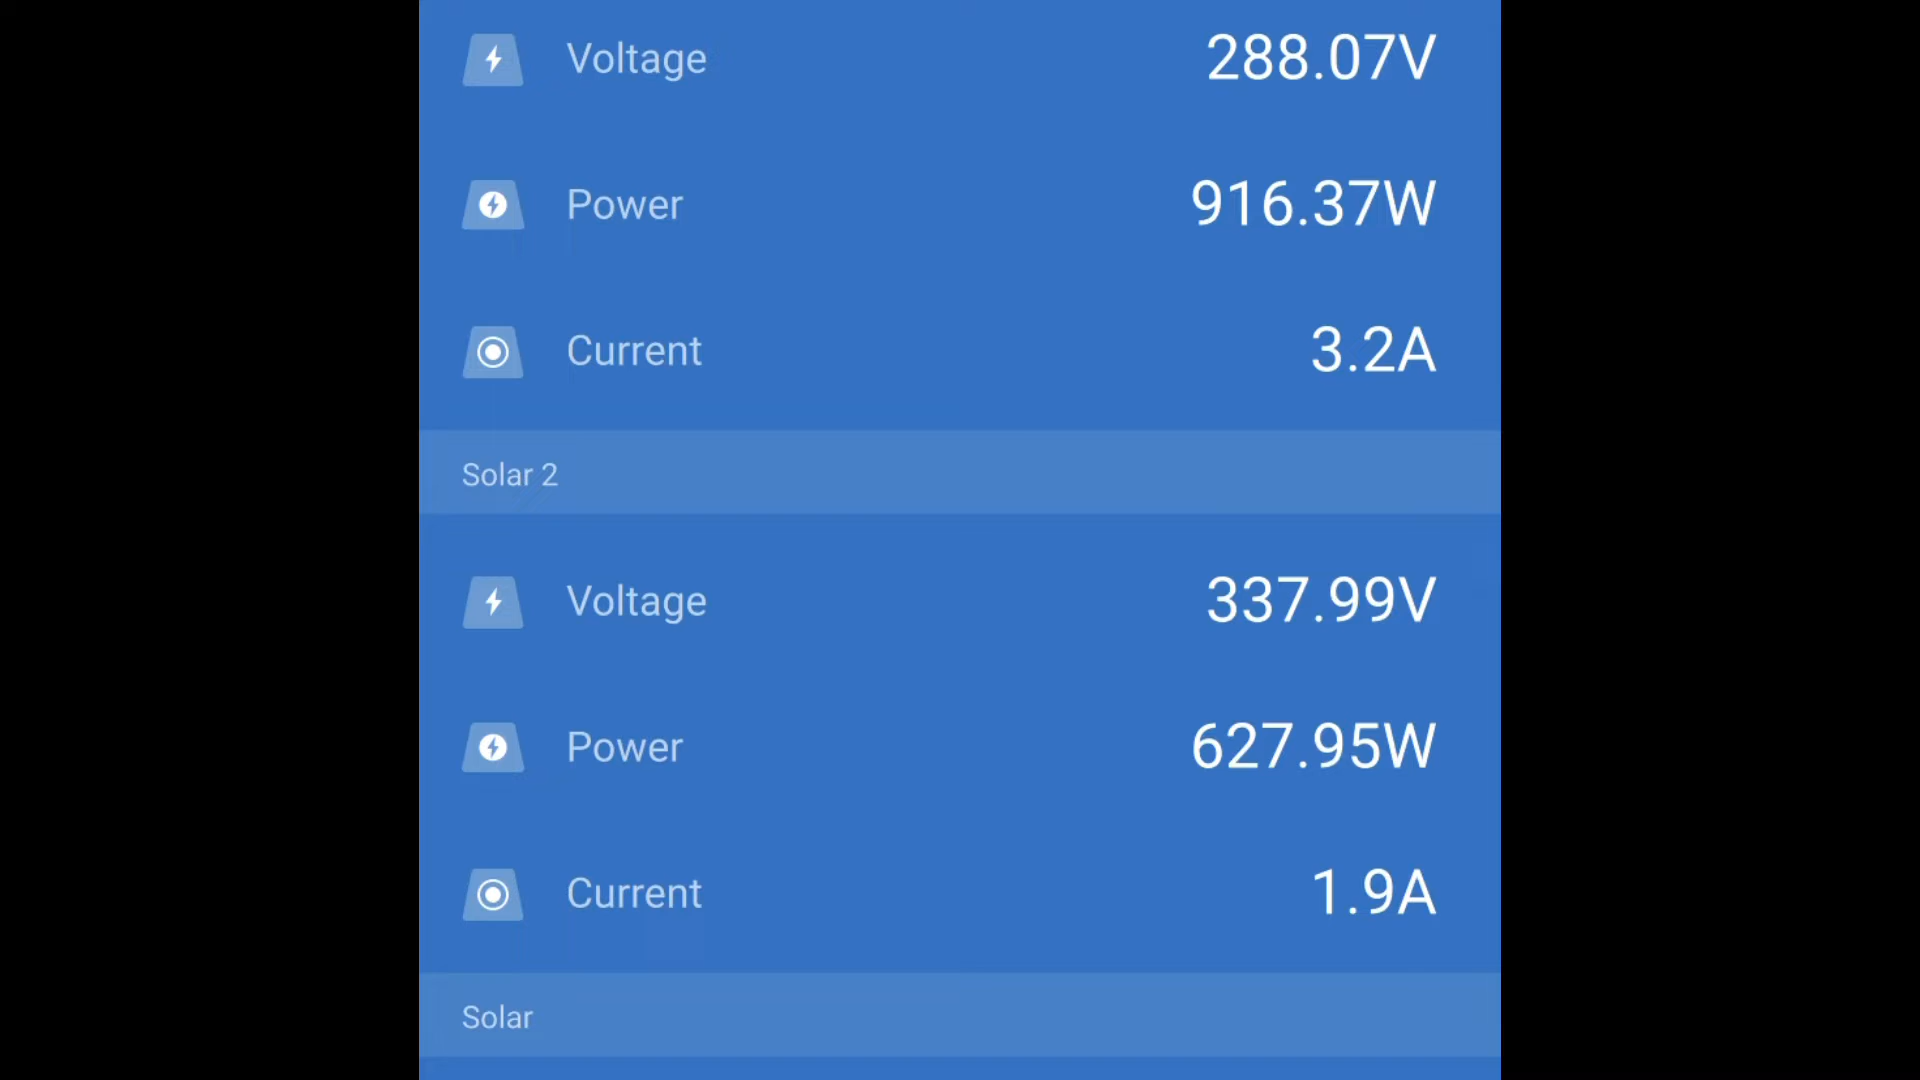 Voltage 288.07V
Power 916.37W
Current 3.2A
Solar 2
Voltage 337.99V
Power 627.95W
Current 1.9A
Solar